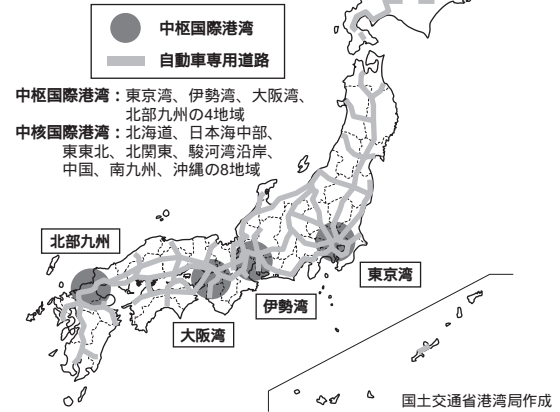 中枢国際港湾
自動車専用道路
中枢国際港湾：東京湾、伊勢湾、大阪湾、
北部九州の4地域
中核国際港湾：北海道、日本海中部、
東東北、北関東、駿河湾沿岸、
中国、南九州、沖縄の8地域
北部九州
東京湾
伊勢湾
大阪湾
国土交通省港湾局作成